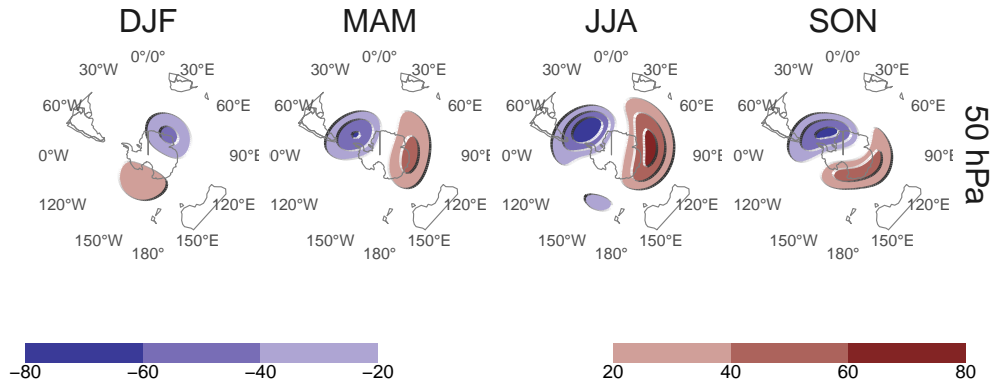 DJF MAM JJA SON
0°/0° 0°/0° 0°/0° 0°/0°
30°W 30°E 30°W 30°E 30°W 30°E 30°W 30°E
60°W 60°E 60°W 60°E 60°W 60°E 60°W 60°E
0°W 90°E 0°W 90°E 0°W 90°E 0°W 90°E
50 hPa
120°W 120°E 120°W 120°E 120°W 120°E 120°W 120°E
150°W 150°E 150°W 150°E 150°W 150°E 150°W 150°E
180° 180° 180° 180°
−80 −60 −40 −20 20 40 60 80